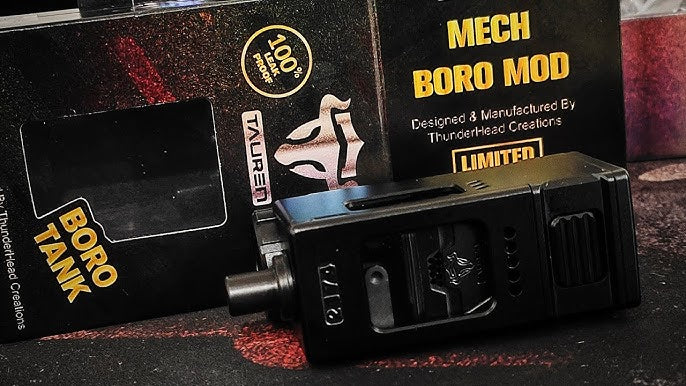 100%
LEAK
PROOF
TAUREN
BORO
TANK
By ThunderHead Creations
MECH
BORO MOD
Designed & Manufactured By
ThunderHead Creations
LIMITED